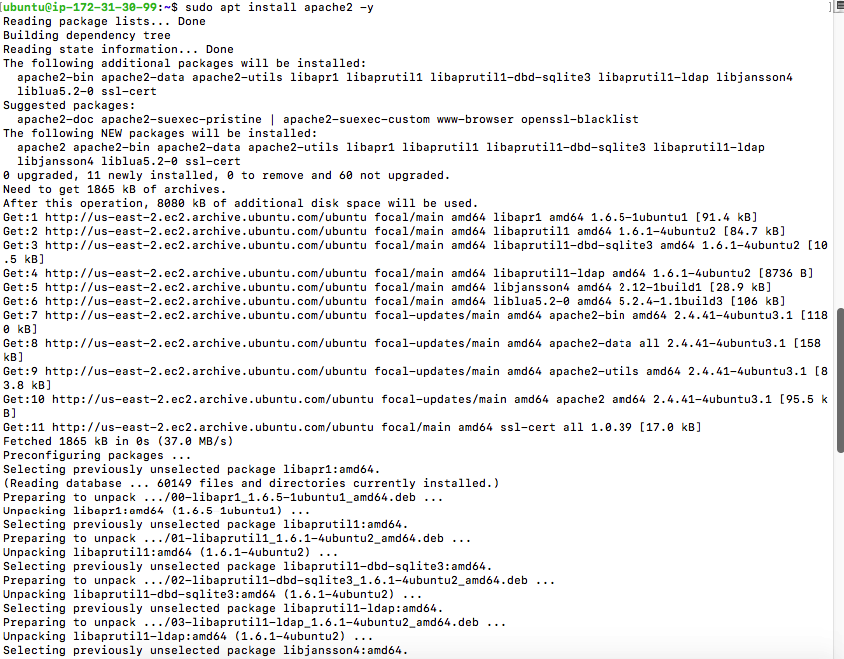 [ubuntu@ip-172-31-30-99:~$ sudo apt install apache2 -y ]
Reading package lists... Done
Building dependency tree
Reading state information... Done
The following additional packages will be installed:
  apache2-bin apache2-data apache2-utils libapr1 libaprutil1 libaprutil1-dbd-sqlite3 libaprutil1-ldap libjansson4
  liblua5.2-0 ssl-cert
Suggested packages:
  apache2-doc apache2-suexec-pristine | apache2-suexec-custom www-browser openssl-blacklist
The following NEW packages will be installed:
  apache2 apache2-bin apache2-data apache2-utils libapr1 libaprutil1 libaprutil1-dbd-sqlite3 libaprutil1-ldap
  libjansson4 liblua5.2-0 ssl-cert
0 upgraded, 11 newly installed, 0 to remove and 60 not upgraded.
Need to get 1865 kB of archives.
After this operation, 8080 kB of additional disk space will be used.
Get:1 http://us-east-2.ec2.archive.ubuntu.com/ubuntu focal/main amd64 libapr1 amd64 1.6.5-1ubuntu1 [91.4 kB]
Get:2 http://us-east-2.ec2.archive.ubuntu.com/ubuntu focal/main amd64 libaprutil1 amd64 1.6.1-4ubuntu2 [84.7 kB]
Get:3 http://us-east-2.ec2.archive.ubuntu.com/ubuntu focal/main amd64 libaprutil1-dbd-sqlite3 amd64 1.6.1-4ubuntu2 [10
.5 kB]
Get:4 http://us-east-2.ec2.archive.ubuntu.com/ubuntu focal/main amd64 libaprutil1-ldap amd64 1.6.1-4ubuntu2 [8736 B]
Get:5 http://us-east-2.ec2.archive.ubuntu.com/ubuntu focal/main amd64 libjansson4 amd64 2.12-1build1 [28.9 kB]
Get:6 http://us-east-2.ec2.archive.ubuntu.com/ubuntu focal/main amd64 liblua5.2-0 amd64 5.2.4-1.1build3 [106 kB]
Get:7 http://us-east-2.ec2.archive.ubuntu.com/ubuntu focal-updates/main amd64 apache2-bin amd64 2.4.41-4ubuntu3.1 [118
0 kB]
Get:8 http://us-east-2.ec2.archive.ubuntu.com/ubuntu focal-updates/main amd64 apache2-data all 2.4.41-4ubuntu3.1 [158 
kB]
Get:9 http://us-east-2.ec2.archive.ubuntu.com/ubuntu focal-updates/main amd64 apache2-utils amd64 2.4.41-4ubuntu3.1 [8
3.8 kB]
Get:10 http://us-east-2.ec2.archive.ubuntu.com/ubuntu focal-updates/main amd64 apache2 amd64 2.4.41-4ubuntu3.1 [95.5 k
B]
Get:11 http://us-east-2.ec2.archive.ubuntu.com/ubuntu focal/main amd64 ssl-cert all 1.0.39 [17.0 kB]
Fetched 1865 kB in 0s (37.0 MB/s)
Preconfiguring packages ...
Selecting previously unselected package libapr1:amd64.
(Reading database ... 60149 files and directories currently installed.)
Preparing to unpack .../00-libapr1_1.6.5-1ubuntu1_amd64.deb ...
Unpacking libapr1:amd64 (1.6.5-1ubuntu1) ...
Selecting previously unselected package libaprutil1:amd64.
Preparing to unpack .../01-libaprutil1_1.6.1-4ubuntu2_amd64.deb ...
Unpacking libaprutil1:amd64 (1.6.1-4ubuntu2) ...
Selecting previously unselected package libaprutil1-dbd-sqlite3:amd64.
Preparing to unpack .../02-libaprutil1-dbd-sqlite3_1.6.1-4ubuntu2_amd64.deb ...
Unpacking libaprutil1-dbd-sqlite3:amd64 (1.6.1-4ubuntu2) ...
Selecting previously unselected package libaprutil1-ldap:amd64.
Preparing to unpack .../03-libaprutil1-ldap_1.6.1-4ubuntu2_amd64.deb ...
Unpacking libaprutil1-ldap:amd64 (1.6.1-4ubuntu2) ...
Selecting previously unselected package libjansson4:amd64.